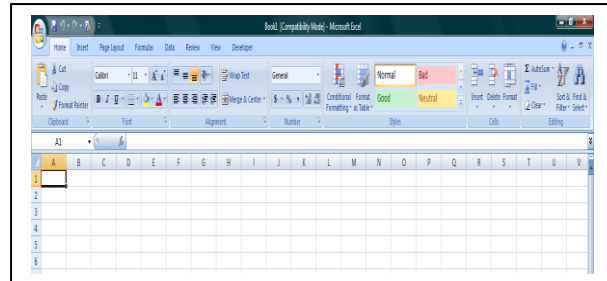 Book1 [Compatibility Mode] - Microsoft Excel
Home Insert Page Layout Formulas Data Review View Developer
Cut
Copy
Format Painter
Paste
Clipboard
Calibri 11
B I U
Font
Wrap Text
Merge & Center
Alignment
General
$ % ,
Number
Conditional Formatting
Format as Table
Normal Bad
Good Neutral
Styles
Insert Delete Format
Cells
Σ AutoSum
Fill
Clear
Sort & Filter
Find & Select
Editing
A1 fx
A B C D E F G H I J K L M N O P Q R S T U V
1
2
3
4
5
6